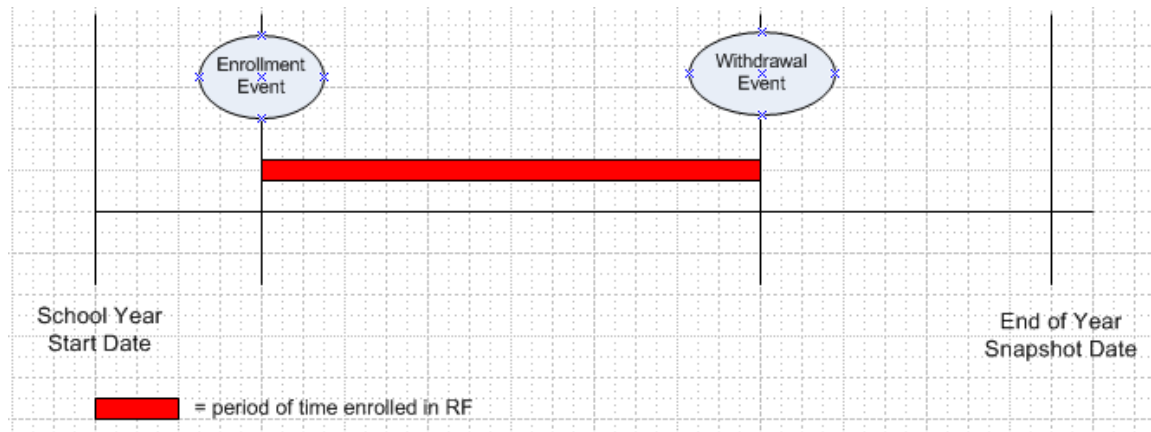 Enrollment
Event
Withdrawal
Event
School Year
Start Date
End of Year
Snapshot Date
= period of time enrolled in RF